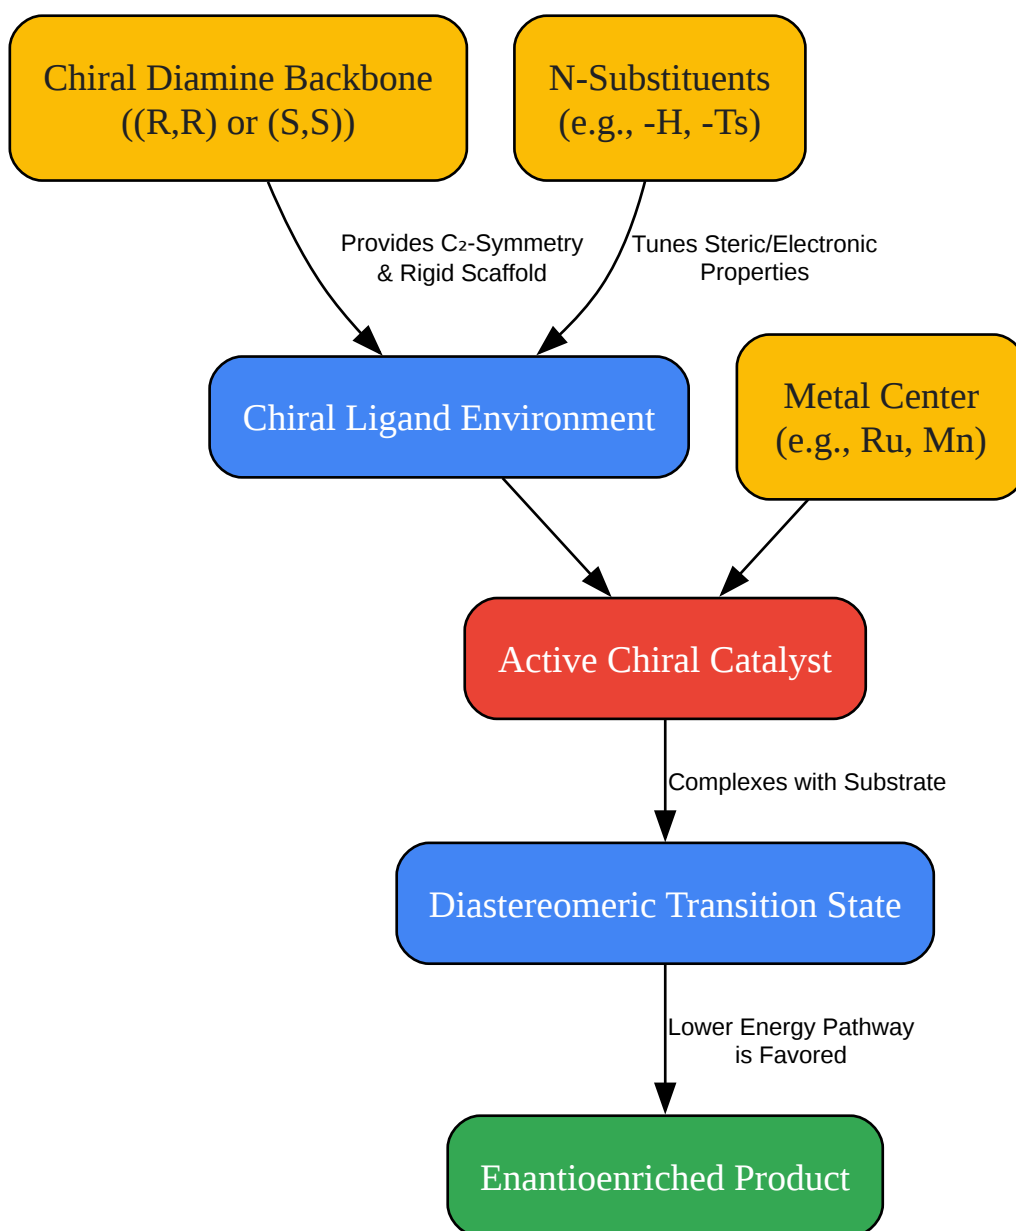 Chiral Diamine Backbone
((R,R) or (S,S))
N-Substituents
(e.g., -H, -Ts)
Provides C₂-Symmetry
& Rigid Scaffold
Tunes Steric/Electronic
Properties
Chiral Ligand Environment
Metal Center
(e.g., Ru, Mn)
Active Chiral Catalyst
Complexes with Substrate
Diastereomeric Transition State
Lower Energy Pathway
is Favored
Enantioenriched Product